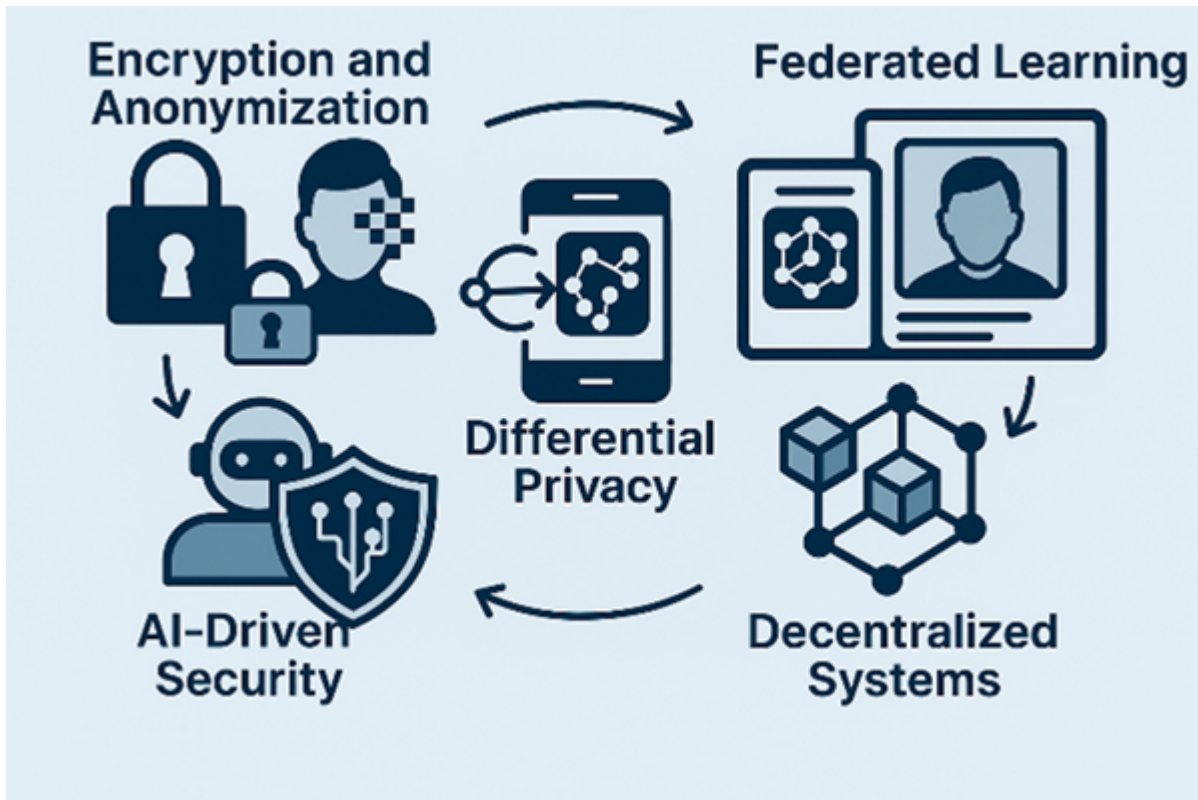 Encryption and
Anonymization
Federated Learning
Differential
Privacy
AI-Driven
Security
Decentralized
Systems